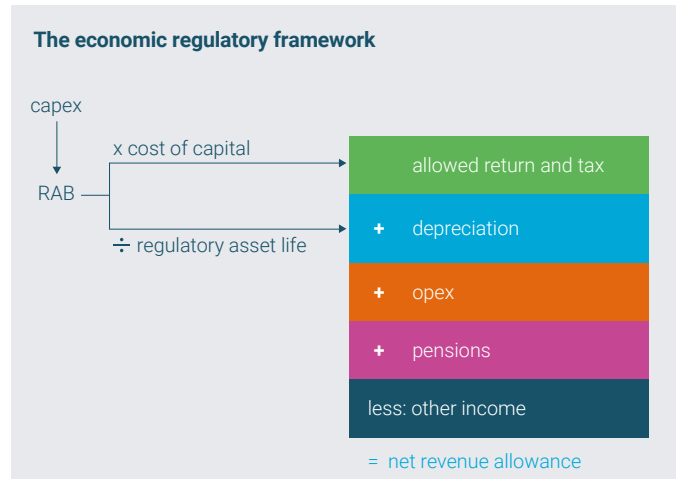 The economic regulatory framework
capex
x cost of capital
RAB
÷ regulatory asset life
allowed return and tax
+ depreciation
+ opex
+ pensions
less: other income
= net revenue allowance